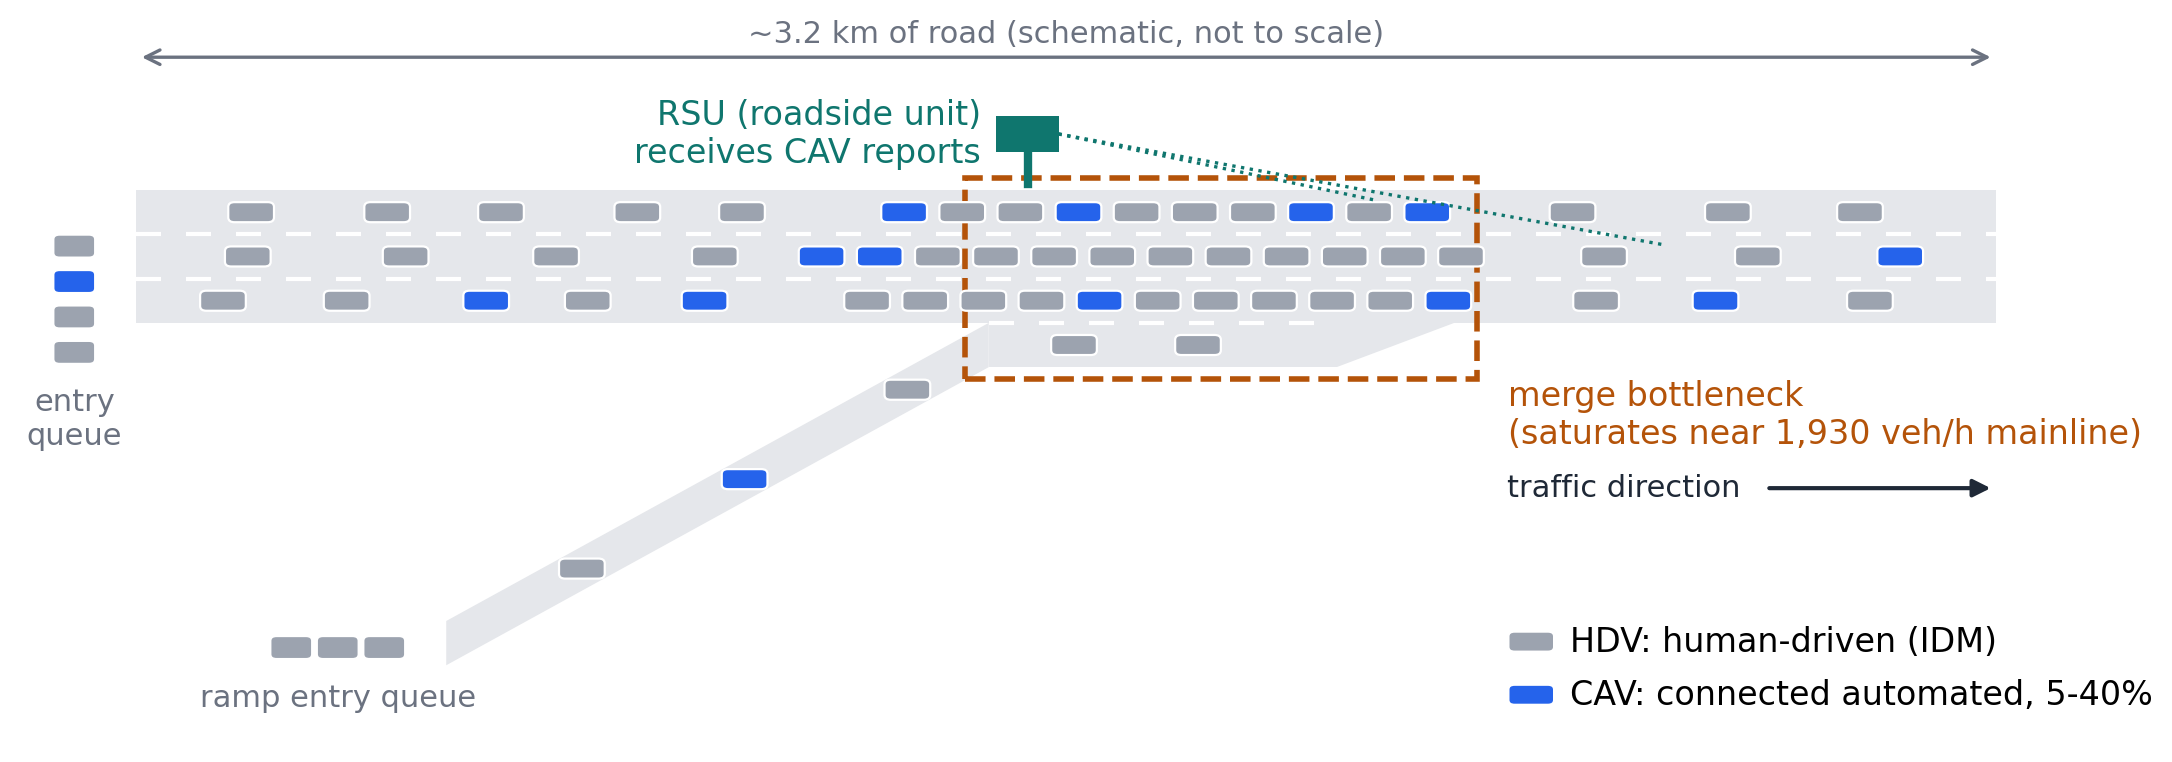 ~3.2 km of road (schematic, not to scale)
RSU (roadside unit)
receives CAV reports
entry
queue
merge bottleneck
(saturates near 1,930 veh/h mainline)
traffic direction
ramp entry queue
HDV: human-driven (IDM)
CAV: connected automated, 5-40%